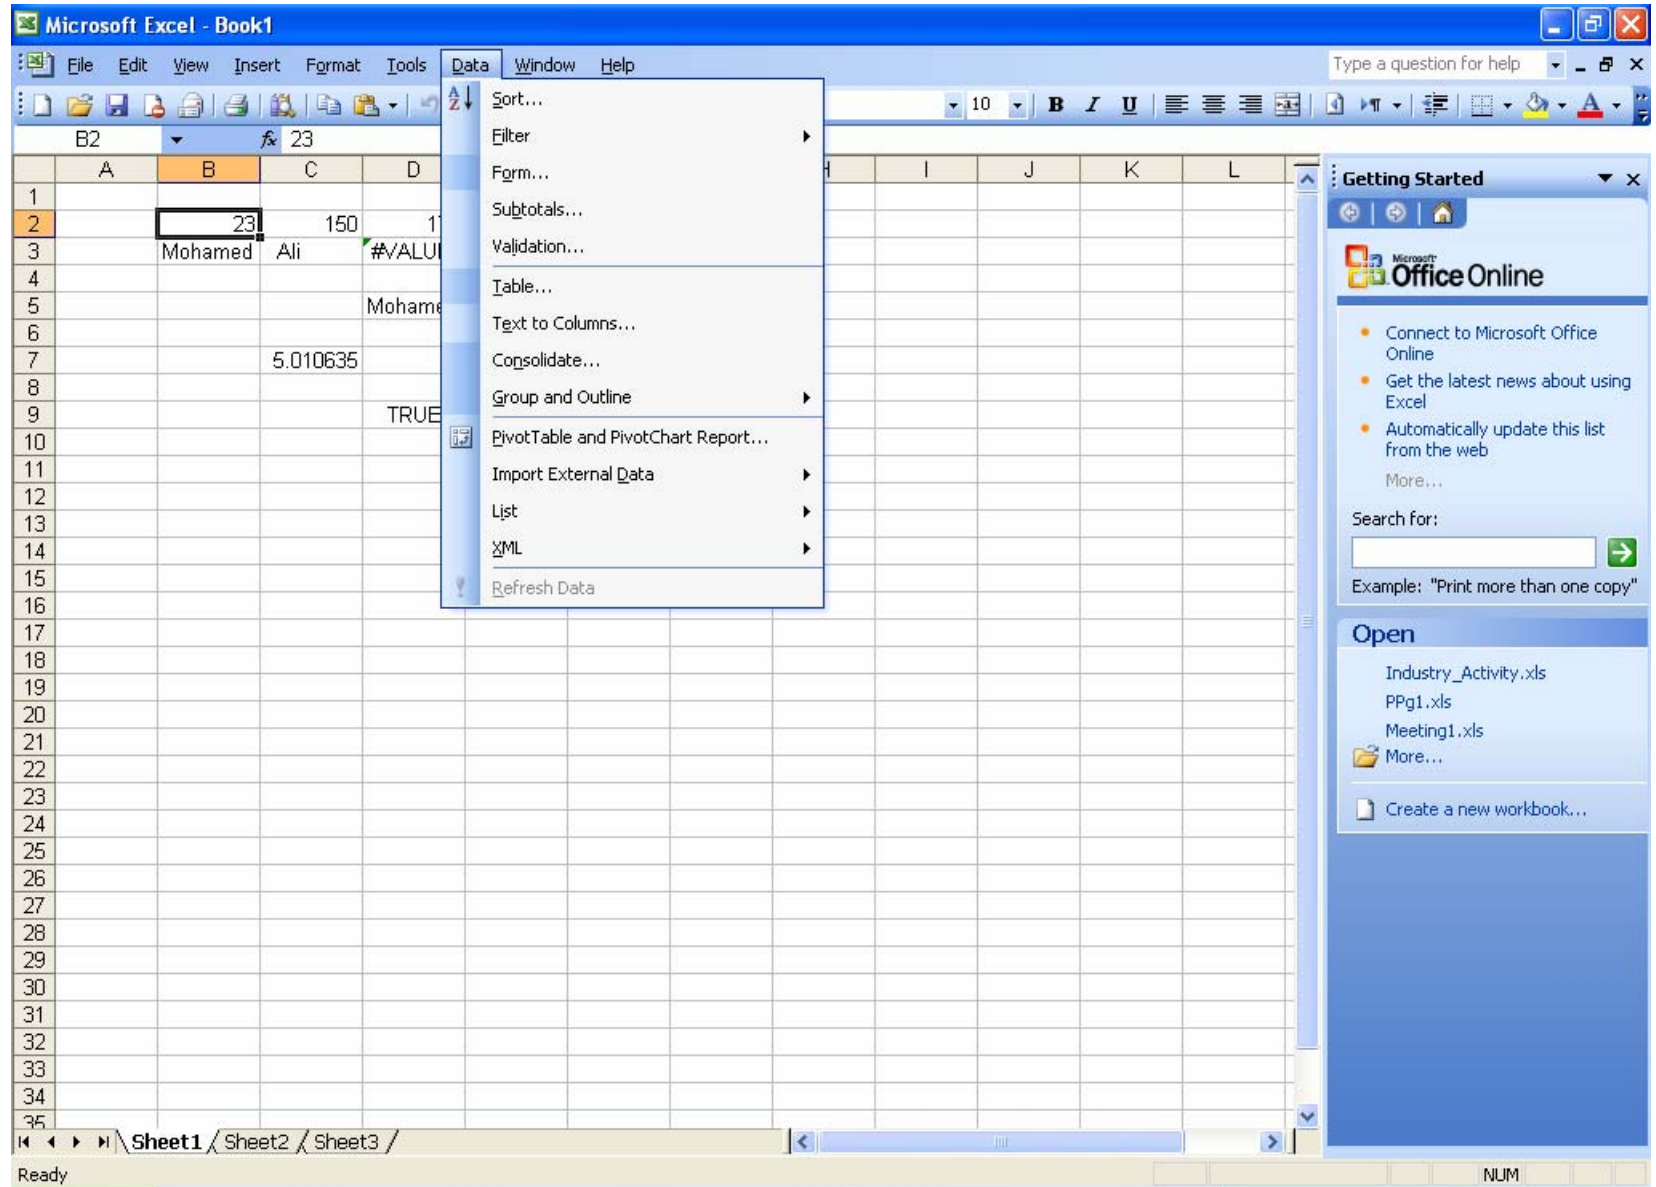 Microsoft Excel - Book1
File Edit View Insert Format Tools Data Window Help
Type a question for help
10 B I U
B2 fx 23
A B C D H I J K L
1
2 23 150 17
3 Mohamed Ali #VALU
4
5 Mohame
6
7 5.010635
8
9 TRUE
10
11
12
13
14
15
16
17
18
19
20
21
22
23
24
25
26
27
28
29
30
31
32
33
34
35
Sort...
Filter
Form...
Subtotals...
Validation...
Table...
Text to Columns...
Consolidate...
Group and Outline
PivotTable and PivotChart Report...
Import External Data
List
XML
Refresh Data
Getting Started
Microsoft
Office Online
Connect to Microsoft Office
Online
Get the latest news about using
Excel
Automatically update this list
from the web
More...
Search for:
Example: "Print more than one copy"
Open
Industry_Activity.xls
PPg1.xls
Meeting1.xls
More...
Create a new workbook...
Sheet1 Sheet2 Sheet3
Ready
NUM